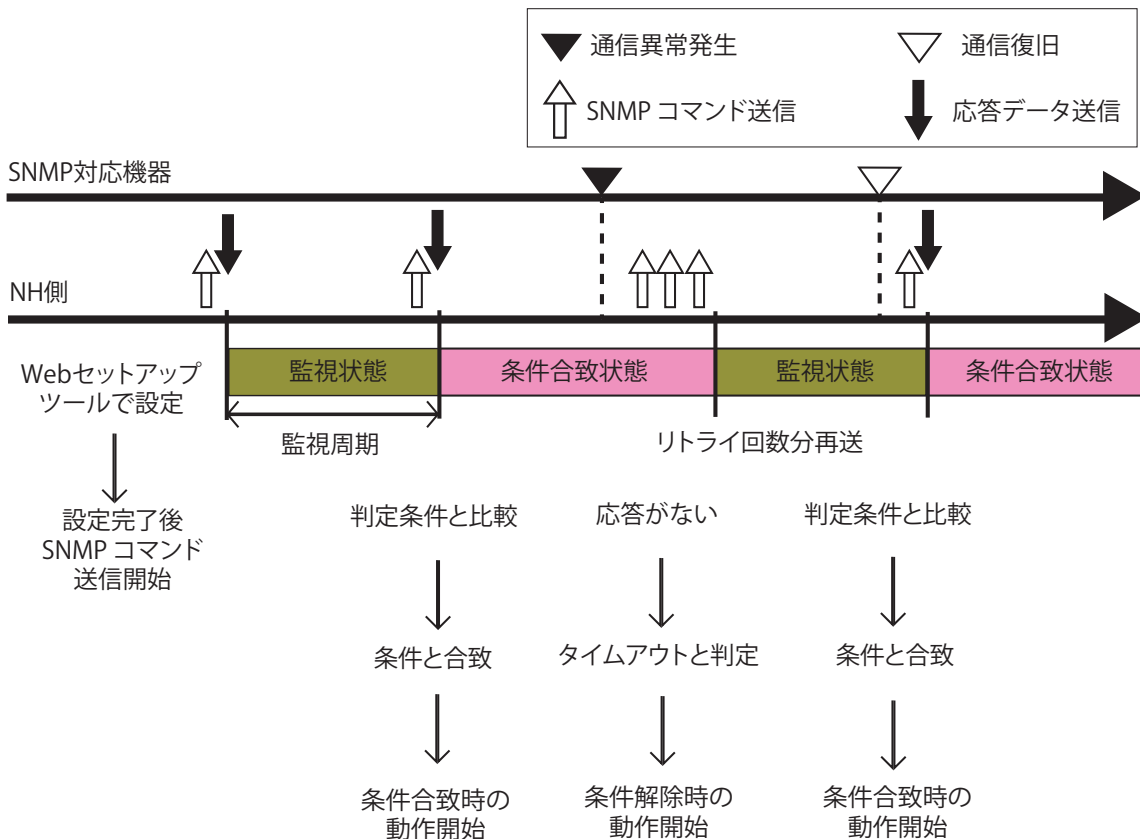 通信異常発生
通信復旧
SNMP コマンド送信
応答データ送信
SNMP対応機器
NH側
監視状態
条件合致状態
監視状態
条件合致状態
Webセットアップ
ツールで設定
監視周期
リトライ回数分再送
設定完了後
SNMP コマンド
送信開始
判定条件と比較
応答がない
判定条件と比較
条件と合致
タイムアウトと判定
条件と合致
条件合致時の
動作開始
条件解除時の
動作開始
条件合致時の
動作開始